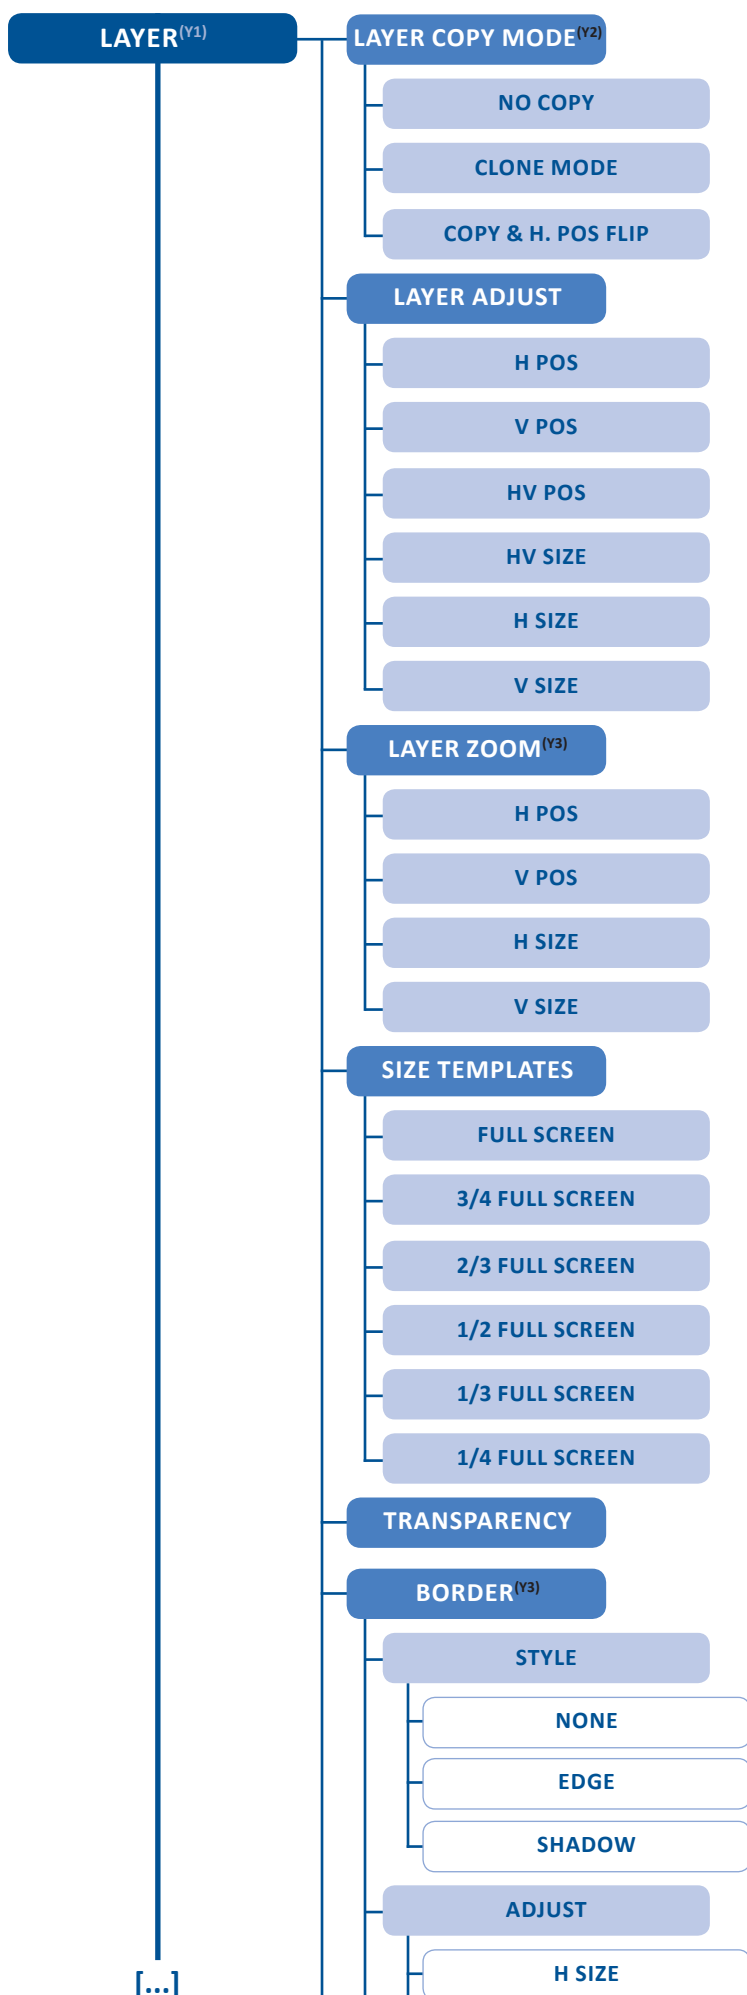 LAYER(Y1)
LAYER COPY MODE(Y2)
NO COPY
CLONE MODE
COPY & H. POS FLIP
LAYER ADJUST
H POS
V POS
HV POS
HV SIZE
H SIZE
V SIZE
LAYER ZOOM(Y3)
H POS
V POS
H SIZE
V SIZE
SIZE TEMPLATES
FULL SCREEN
3/4 FULL SCREEN
2/3 FULL SCREEN
1/2 FULL SCREEN
1/3 FULL SCREEN
1/4 FULL SCREEN
TRANSPARENCY
BORDER(Y3)
STYLE
NONE
EDGE
SHADOW
ADJUST
H SIZE
[...]